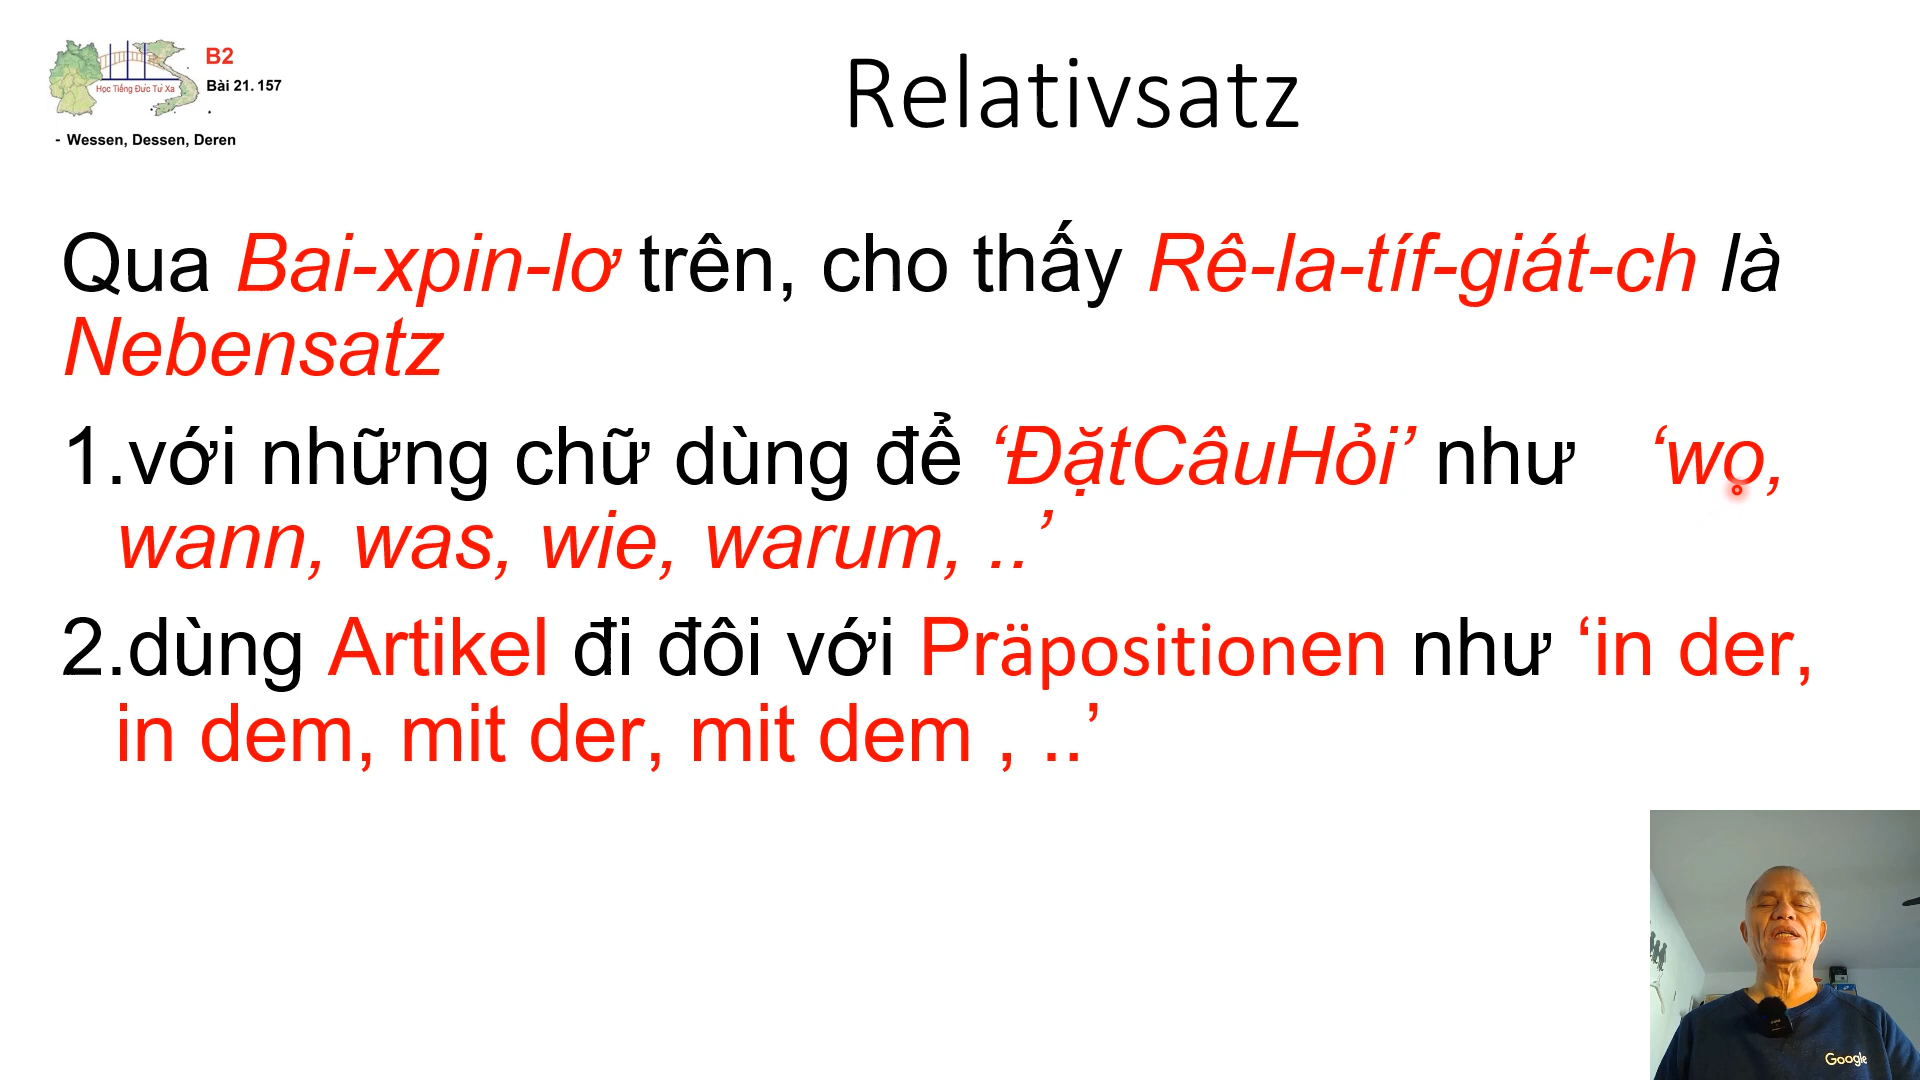 B2
Học Tiếng Đức Từ Xa
Bài 21. 157
- Wessen, Dessen, Deren
Relativsatz
Qua Bai-xpin-lơ trên, cho thấy Rê-la-tíf-giát-ch là
Nebensatz
1.với những chữ dùng để ‘ĐặtCâuHỏi’ như ‘wo,
wann, was, wie, warum, ..’
2.dùng Artikel đi đôi với Präpositionen như ‘in der,
in dem, mit der, mit dem , ..’
Google